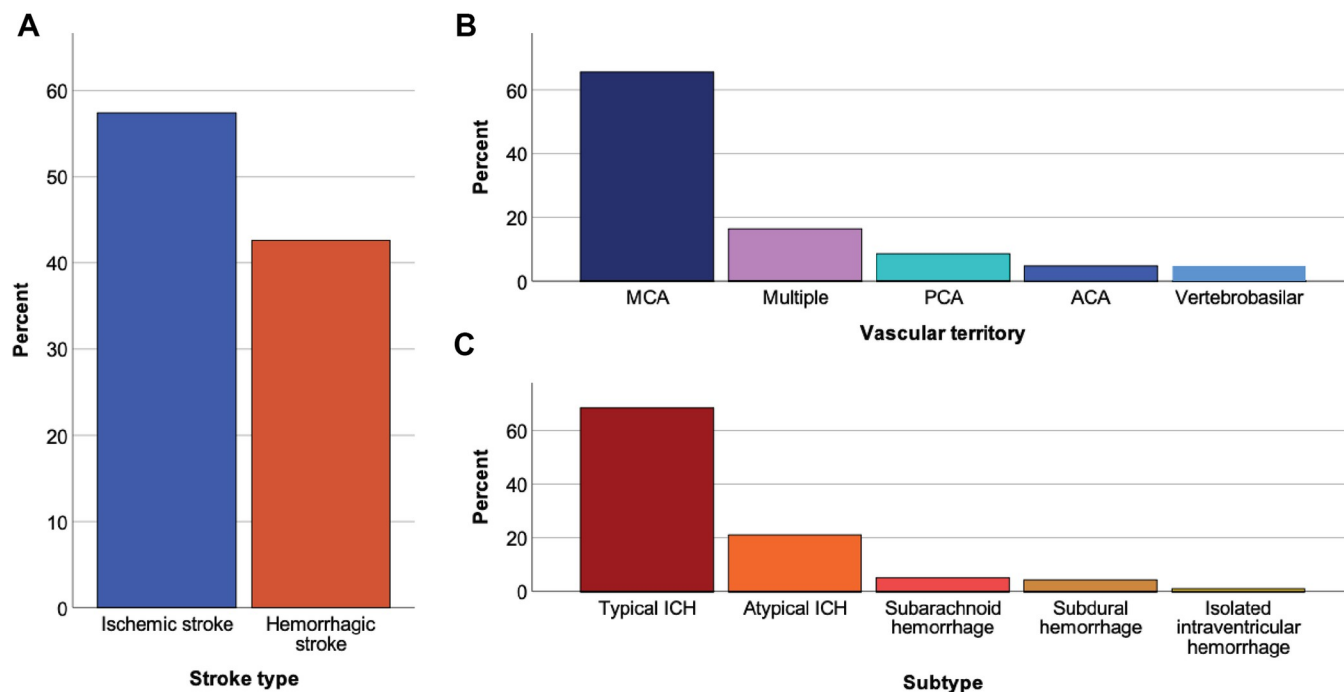 A
Percent
60
50
40
30
20
10
0
Ischemic stroke
Hemorrhagic
stroke
Stroke type
B
Percent
60
40
20
0
MCA
Multiple
PCA
ACA
Vertebrobasilar
Vascular territory
C
Percent
60
40
20
0
Typical ICH
Atypical ICH
Subarachnoid
hemorrhage
Subdural
hemorrhage
Isolated
intraventricular
hemorrhage
Subtype